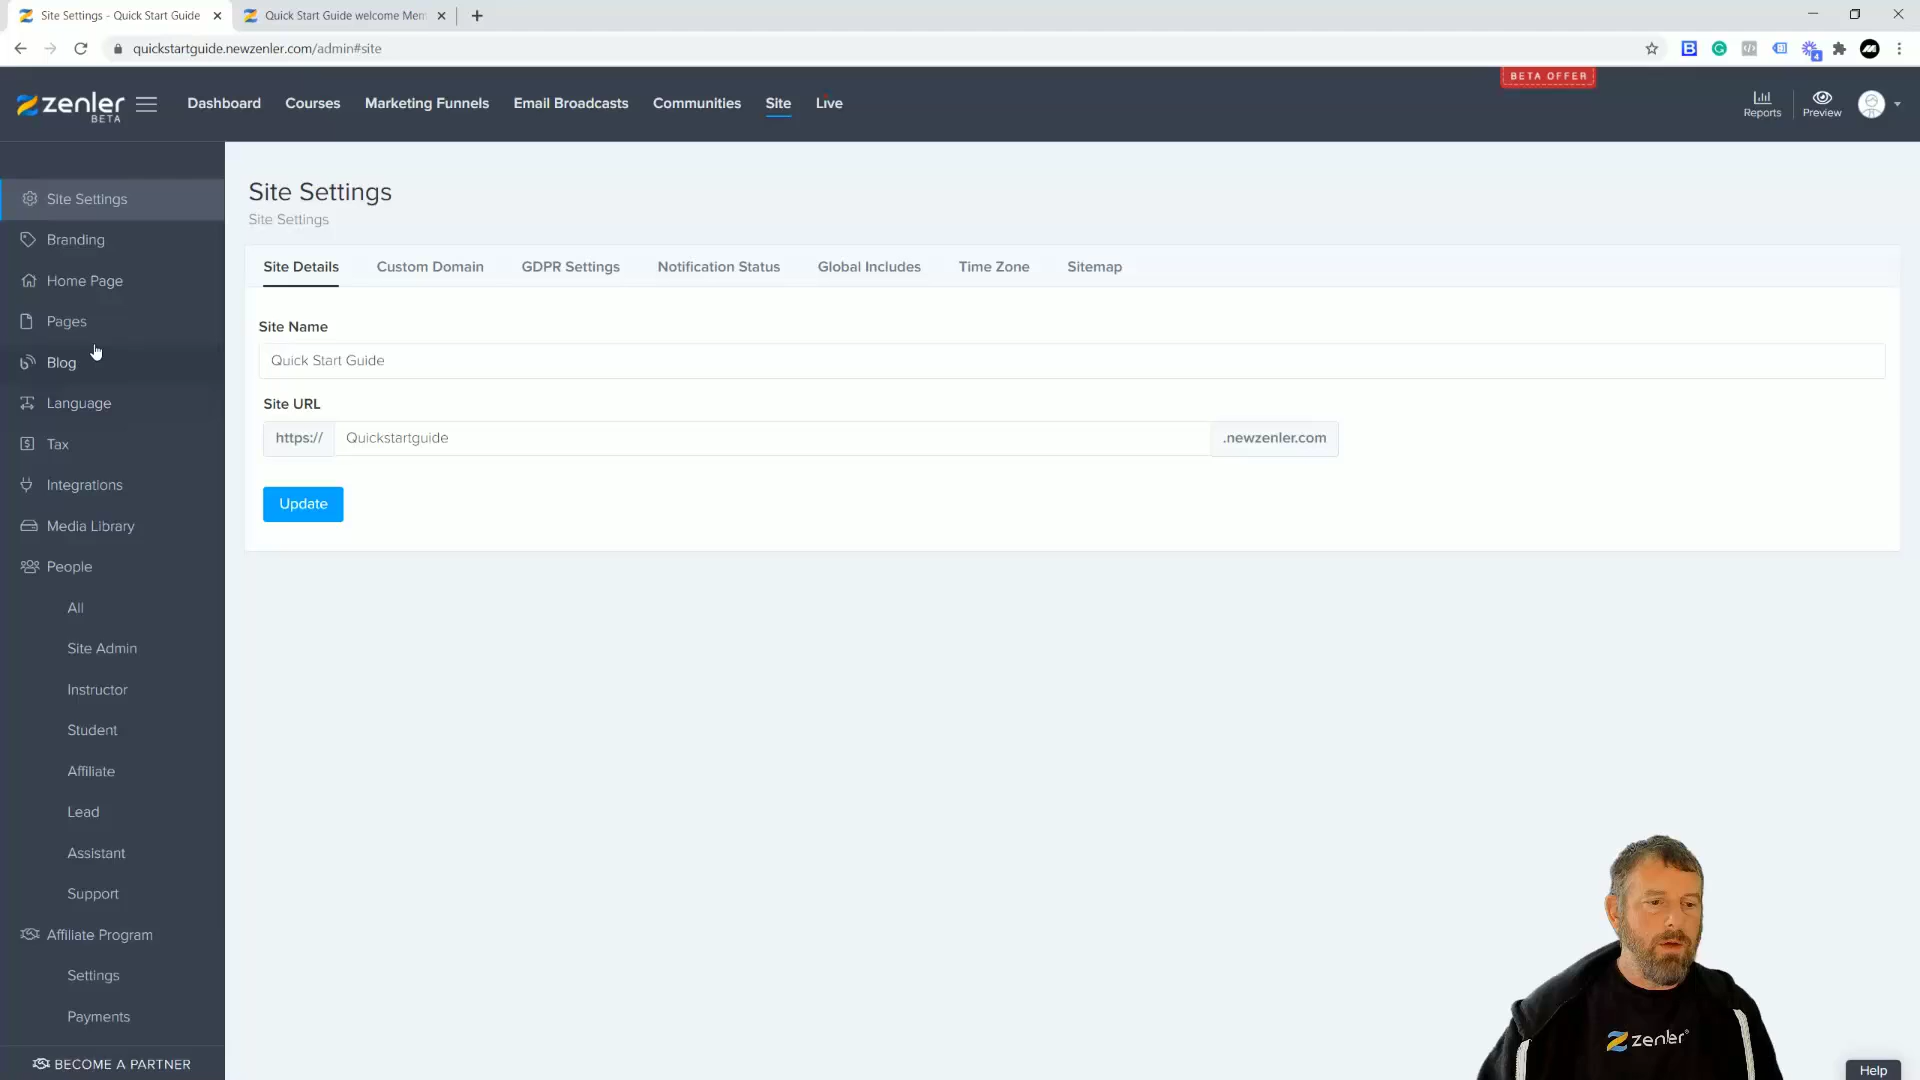 Site Settings - Quick Start Guide
Quick Start Guide welcome Mem
quickstartguide.newzenler.com/admin#site
BETA OFFER
zenler
BETA
Dashboard
Courses
Marketing Funnels
Email Broadcasts
Communities
Site
Live
Reports
Preview
Site Settings
Branding
Home Page
Pages
Blog
Language
Tax
Integrations
Media Library
People
All
Site Admin
Instructor
Student
Affiliate
Lead
Assistant
Support
Affiliate Program
Settings
Payments
BECOME A PARTNER
Site Settings
Site Settings
Site Details
Custom Domain
GDPR Settings
Notification Status
Global Includes
Time Zone
Sitemap
Site Name
Quick Start Guide
Site URL
https://
Quickstartguide
.newzenler.com
Update
zenler
Help